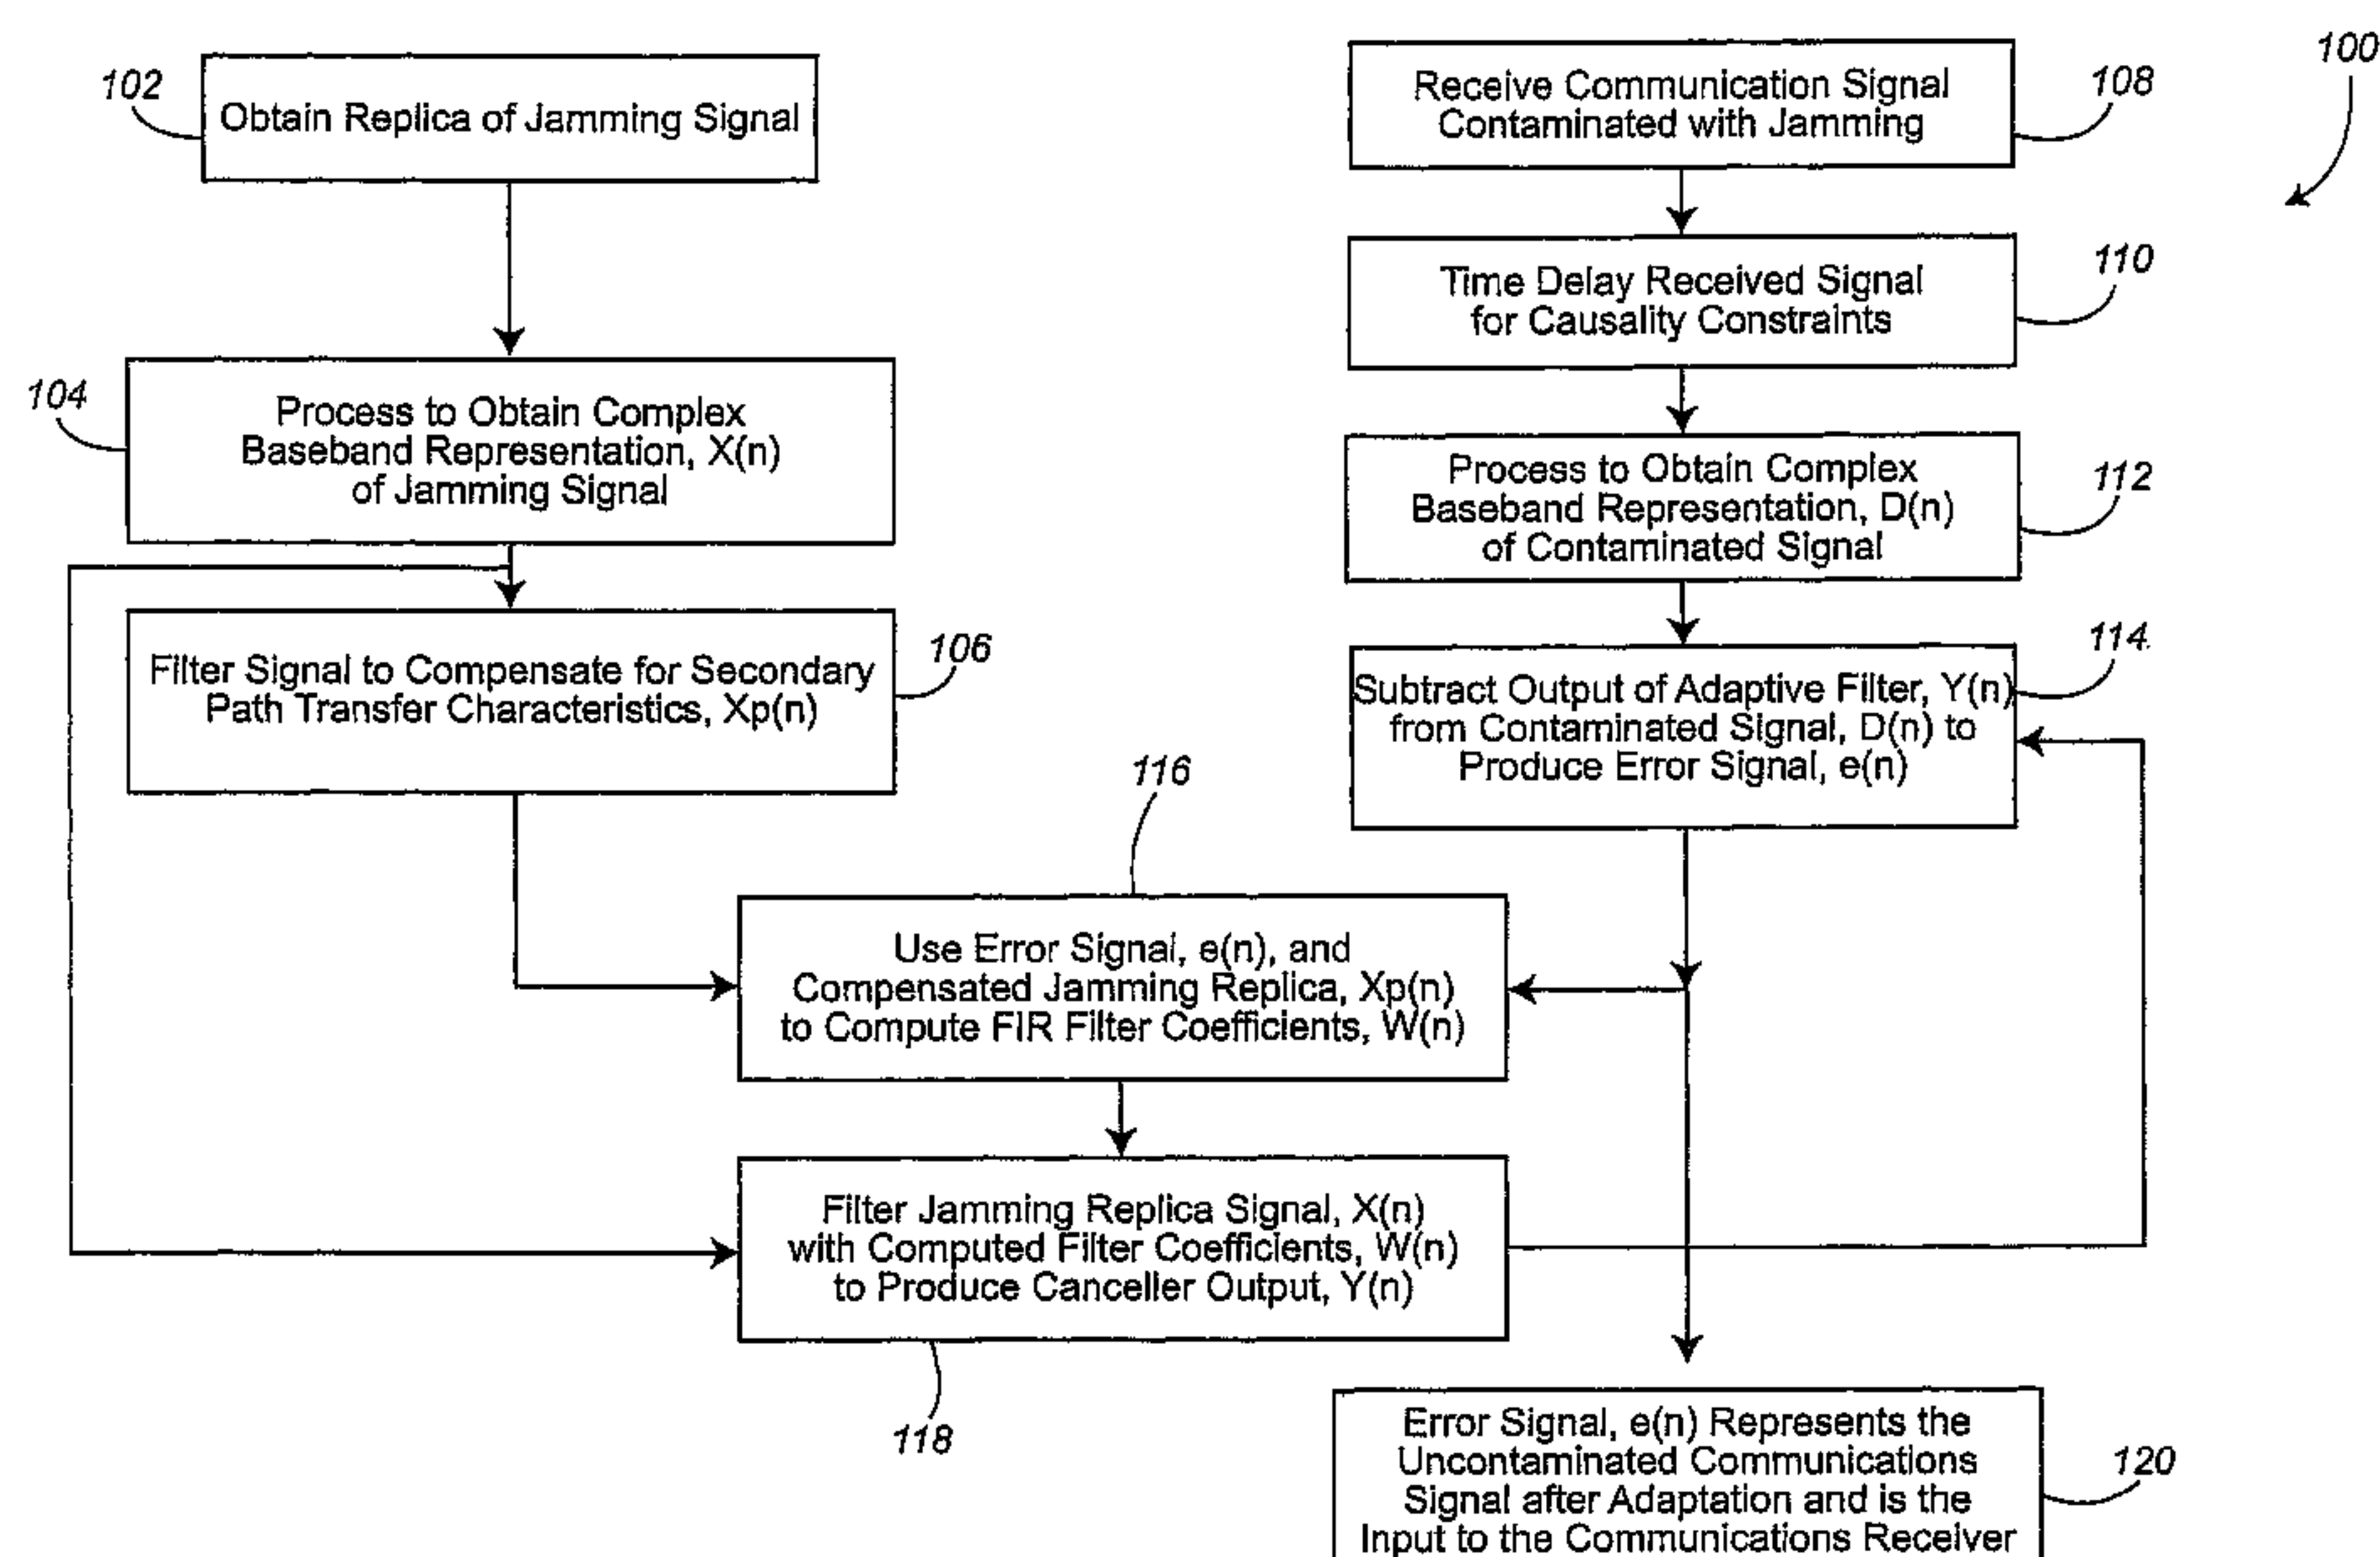 100
102
Obtain Replica of Jamming Signal
108
Receive Communication Signal
Contaminated with Jamming
110
Time Delay Received Signal
for Causality Constraints
104
Process to Obtain Complex
Baseband Representation, X(n)
of Jamming Signal
112
Process to Obtain Complex
Baseband Representation, D(n)
of Contaminated Signal
106
Filter Signal to Compensate for Secondary
Path Transfer Characteristics, Xp(n)
114
Subtract Output of Adaptive Filter, Y(n)
from Contaminated Signal, D(n) to
Produce Error Signal, e(n)
116
Use Error Signal, e(n), and
Compensated Jamming Replica, Xp(n)
to Compute FIR Filter Coefficients, W(n)
Filter Jamming Replica Signal, X(n)
with Computed Filter Coefficients, W(n)
to Produce Canceller Output, Y(n)
118
120
Error Signal, e(n) Represents the
Uncontaminated Communications
Signal after Adaptation and is the
Input to the Communications Receiver